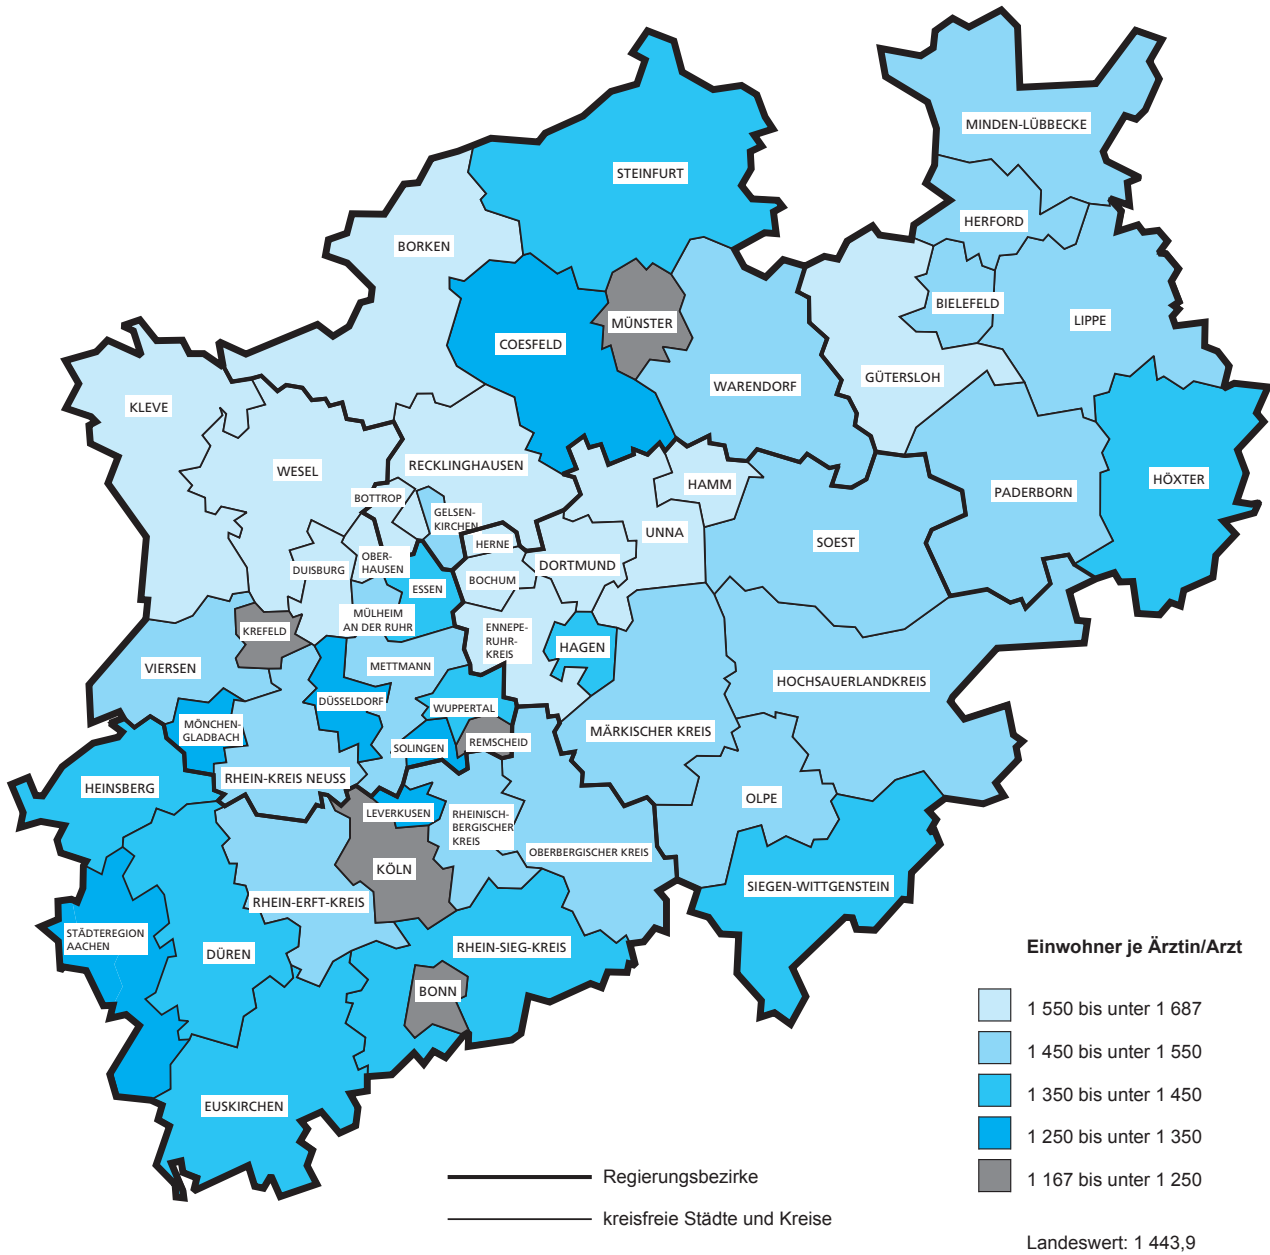 MINDEN-LÜBBECKE
STEINFURT
HERFORD
BORKEN
BIELEFELD
LIPPE
MÜNSTER
COESFELD
GÜTERSLOH
WARENDORF
KLEVE
RECKLINGHAUSEN
WESEL
HÖXTER
HAMM
PADERBORN
BOTTROP
GELSEN-
KIRCHEN
UNNA
SOEST
HERNE
OBER-
HAUSEN
DORTMUND
DUISBURG
BOCHUM
ESSEN
MÜLHEIM
AN DER RUHR
KREFELD
ENNEPE-
RUHR-
KREIS
HAGEN
VIERSEN
METTMANN
HOCHSAUERLANDKREIS
DÜSSELDORF
WUPPERTAL
MÖNCHEN-
GLADBACH
MÄRKISCHER KREIS
REMSCHEID
SOLINGEN
RHEIN-KREIS NEUSS
HEINSBERG
OLPE
LEVERKUSEN
RHEINISCH-
BERGISCHER
KREIS
OBERBERGISCHER KREIS
KÖLN
SIEGEN-WITTGENSTEIN
RHEIN-ERFT-KREIS
STÄDTEREGION
AACHEN
DÜREN
RHEIN-SIEG-KREIS
BONN
EUSKIRCHEN
Einwohner je Ärztin/Arzt
1 550 bis unter 1 687
1 450 bis unter 1 550
1 350 bis unter 1 450
1 250 bis unter 1 350
1 167 bis unter 1 250
Regierungsbezirke
kreisfreie Städte und Kreise
Landeswert: 1 443,9